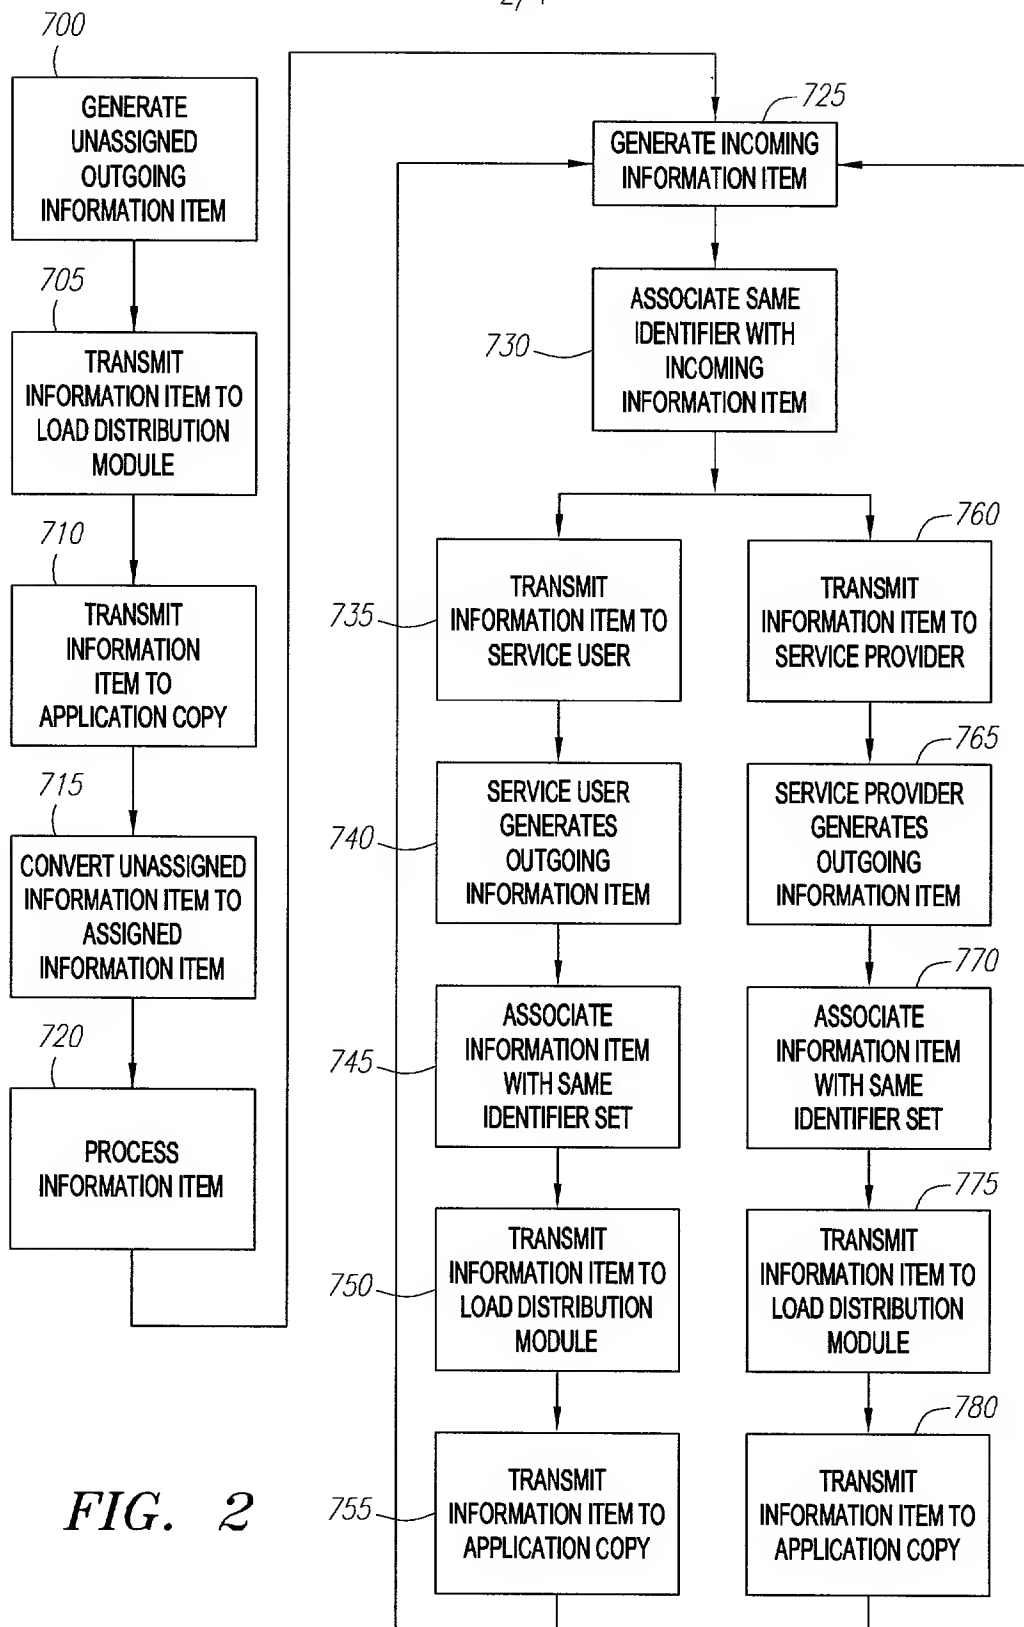 700
GENERATE
UNASSIGNED
OUTGOING
INFORMATION ITEM
705
TRANSMIT
INFORMATION ITEM TO
LOAD DISTRIBUTION
MODULE
710
TRANSMIT
INFORMATION
ITEM TO
APPLICATION COPY
715
CONVERT UNASSIGNED
INFORMATION ITEM TO
ASSIGNED
INFORMATION ITEM
720
PROCESS
INFORMATION ITEM
725
GENERATE INCOMING
INFORMATION ITEM
730
ASSOCIATE SAME
IDENTIFIER WITH
INCOMING
INFORMATION ITEM
735
TRANSMIT
INFORMATION ITEM TO
SERVICE USER
740
SERVICE USER
GENERATES
OUTGOING
INFORMATION ITEM
745
ASSOCIATE
INFORMATION ITEM
WITH SAME
IDENTIFIER SET
750
TRANSMIT
INFORMATION ITEM TO
LOAD DISTRIBUTION
MODULE
755
TRANSMIT
INFORMATION ITEM TO
APPLICATION COPY
760
TRANSMIT
INFORMATION ITEM TO
SERVICE PROVIDER
765
SERVICE PROVIDER
GENERATES
OUTGOING
INFORMATION ITEM
770
ASSOCIATE
INFORMATION ITEM
WITH SAME
IDENTIFIER SET
775
TRANSMIT
INFORMATION ITEM TO
LOAD DISTRIBUTION
MODULE
780
TRANSMIT
INFORMATION ITEM TO
APPLICATION COPY
FIG. 2